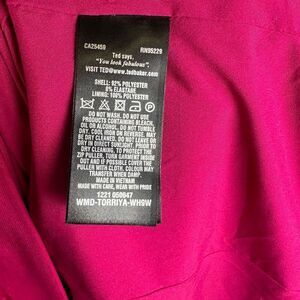 CA25459 RN95229
Ted says,
"You look fabulous".
VISIT TED@www.tedbaker.com
SHELL: 92% POLYESTER
8% ELASTANE
LINING: 100% POLYESTER
DO NOT WASH. DO NOT USE
PRODUCTS CONTAINING BLEACH,
OIL OR ALCOHOL. DO NOT TUMBLE
DRY. COOL IRON ON REVERSE. MAY
BE DRY CLEANED. DO NOT LEAVE OR
DRY IN DIRECT SUNLIGHT. PRIOR TO
DRY CLEANING, TO PROTECT THE
ZIP PULLER, TURN GARMENT INSIDE
OUT AND IF POSSIBLE COVER THE
PULLER WITH CLOTH. COLOUR MAY
TRANSFER WHEN DAMP.
MADE IN VIETNAM
MADE WITH CARE, WEAR WITH PRIDE
1221 050647
WMD-TORRIYA-WH9W